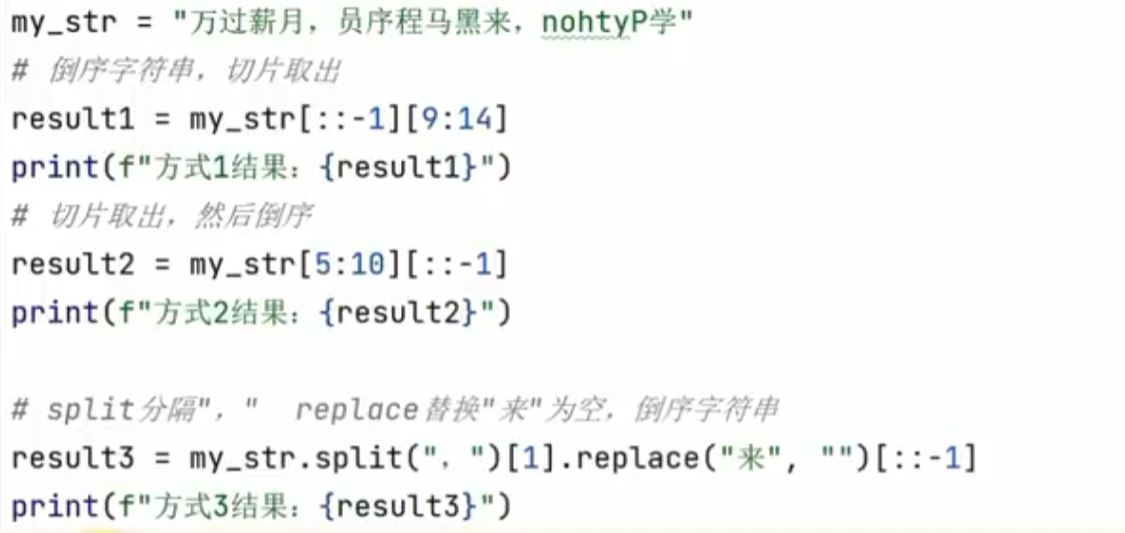 my_str = "万过薪月，员序程马黑来，nohtyP学"
# 倒序字符串，切片取出
result1 = my_str[::-1][9:14]
print(f"方式1结果：{result1}")
# 切片取出，然后倒序
result2 = my_str[5:10][::-1]
print(f"方式2结果：{result2}")
# split分隔"，" replace替换"来"为空，倒序字符串
result3 = my_str.split("，")[1].replace("来", "")[::-1]
print(f"方式3结果：{result3}")